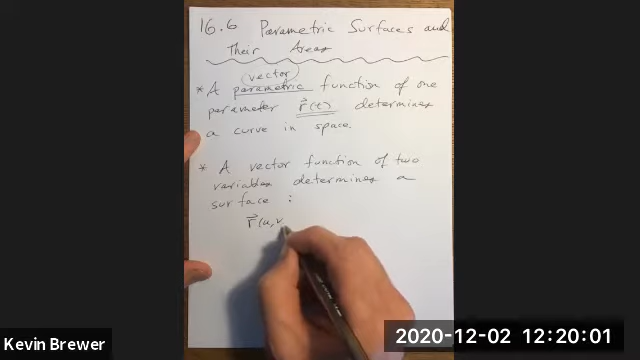 16.6 Parametric Surfaces and
Their Areas
(vector)
* A parametric function of one
parameter r⃗(t) determines
a curve in space.
* A vector function of two
variables determines a
surface :
r⃗(u,v
Kevin Brewer
2020-12-02 12:20:01